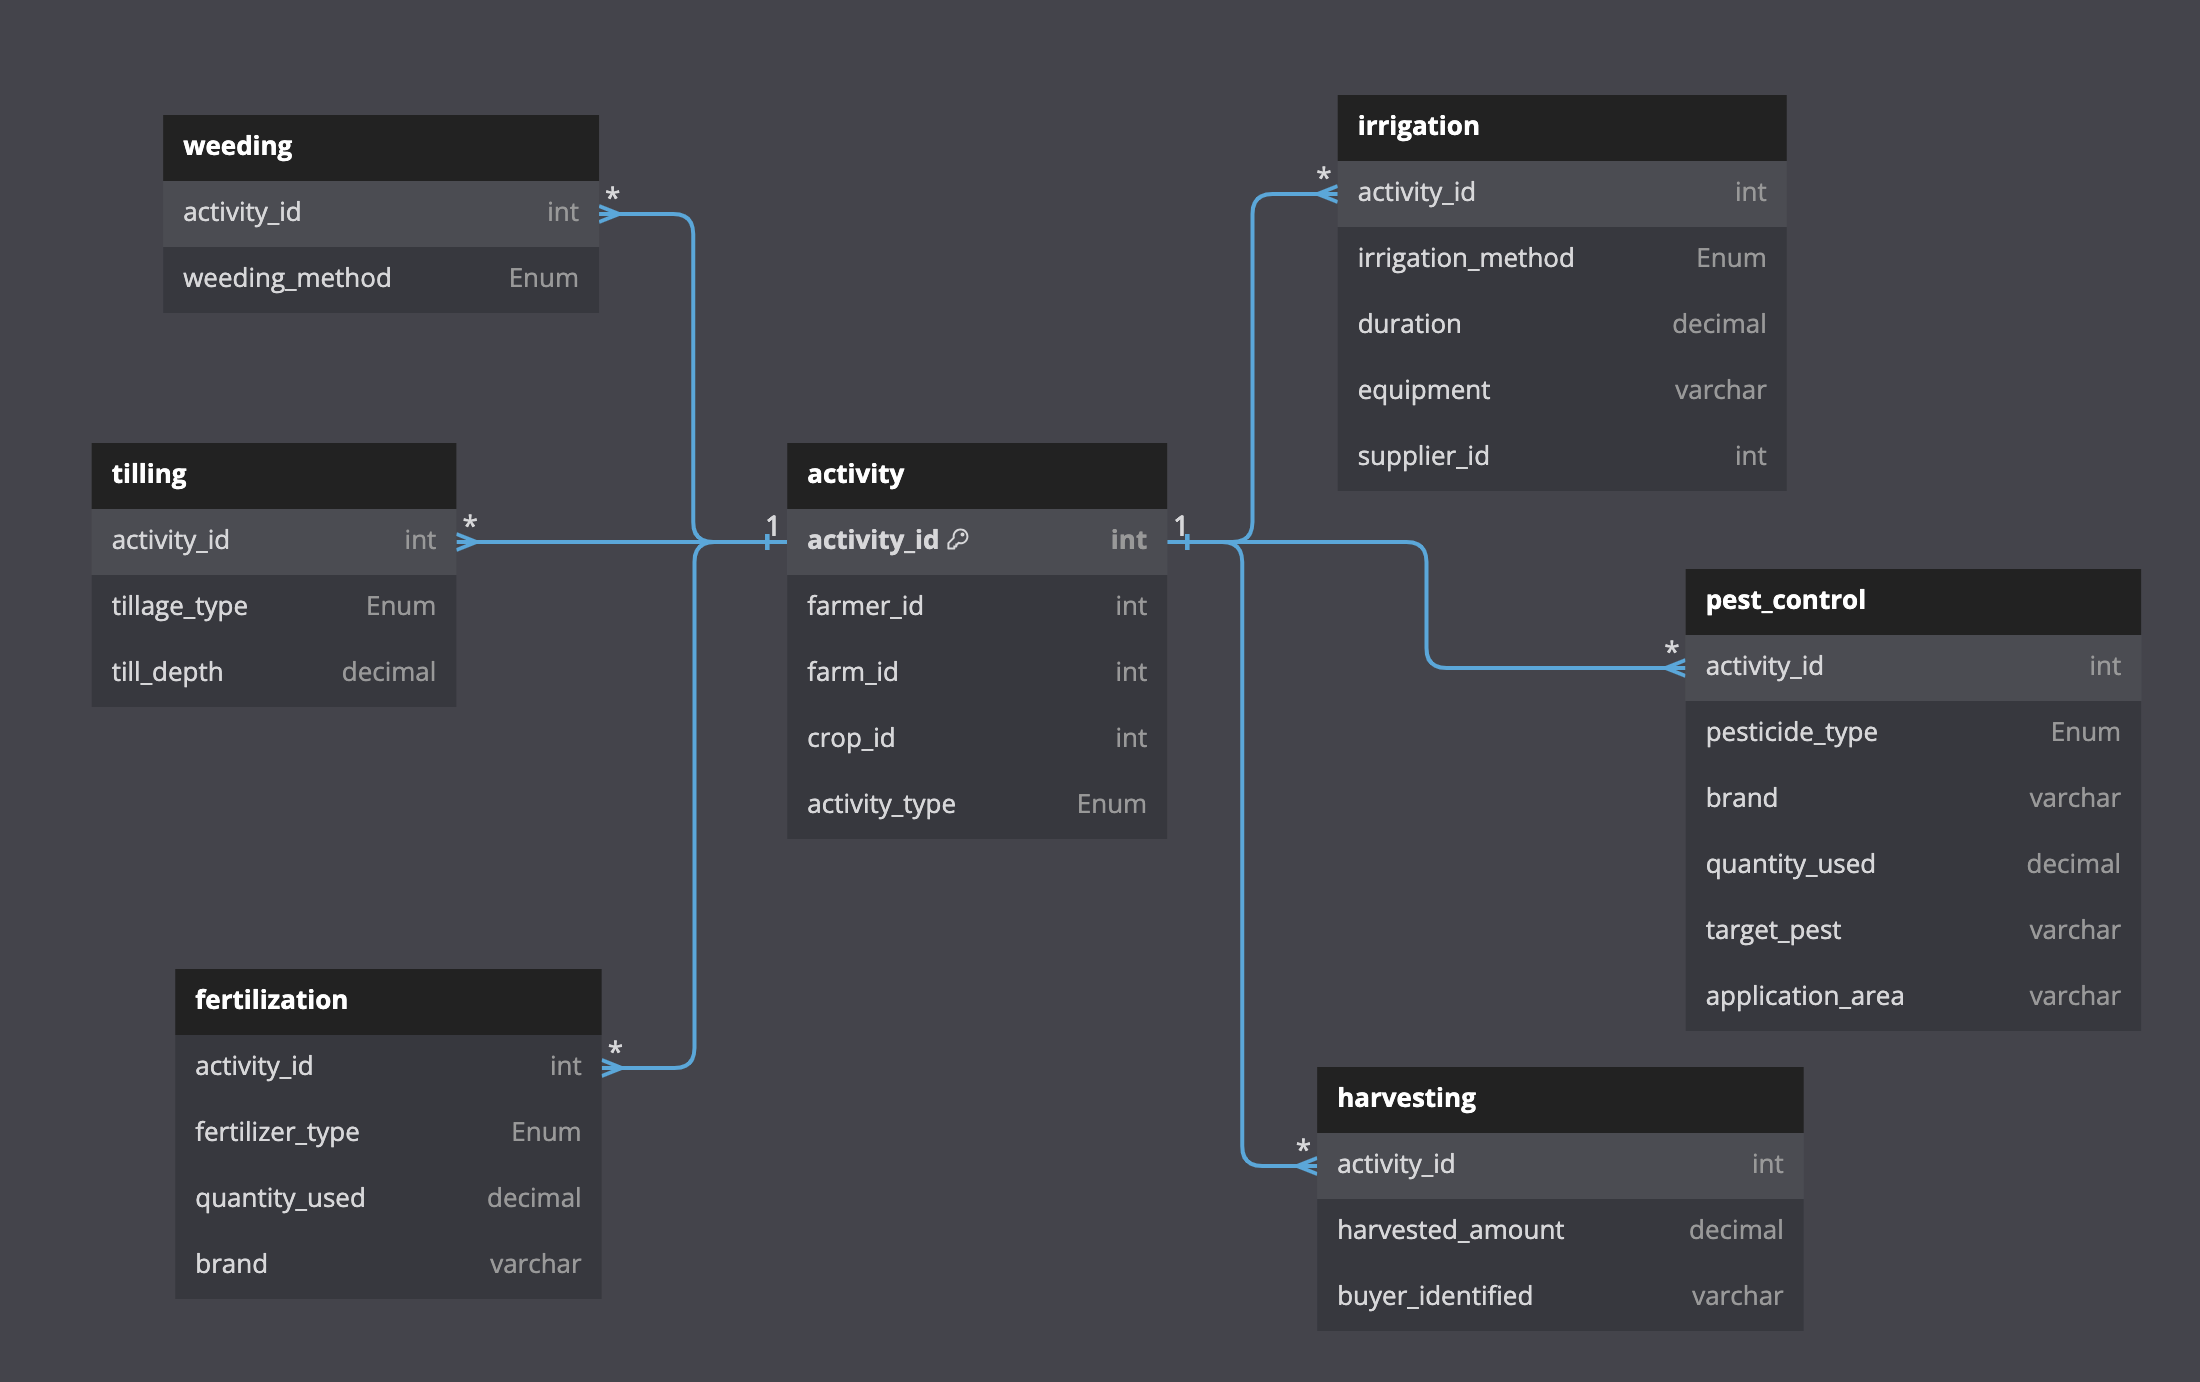 weeding
activity_id int
weeding_method Enum
*
irrigation
activity_id int
irrigation_method Enum
duration decimal
equipment varchar
supplier_id int
*
tilling
activity_id int
tillage_type Enum
till_depth decimal
*
1
activity
activity_id int
farmer_id int
farm_id int
crop_id int
activity_type Enum
1
pest_control
activity_id int
pesticide_type Enum
brand varchar
quantity_used decimal
target_pest varchar
application_area varchar
*
fertilization
activity_id int
fertilizer_type Enum
quantity_used decimal
brand varchar
*
harvesting
activity_id int
harvested_amount decimal
buyer_identified varchar
*